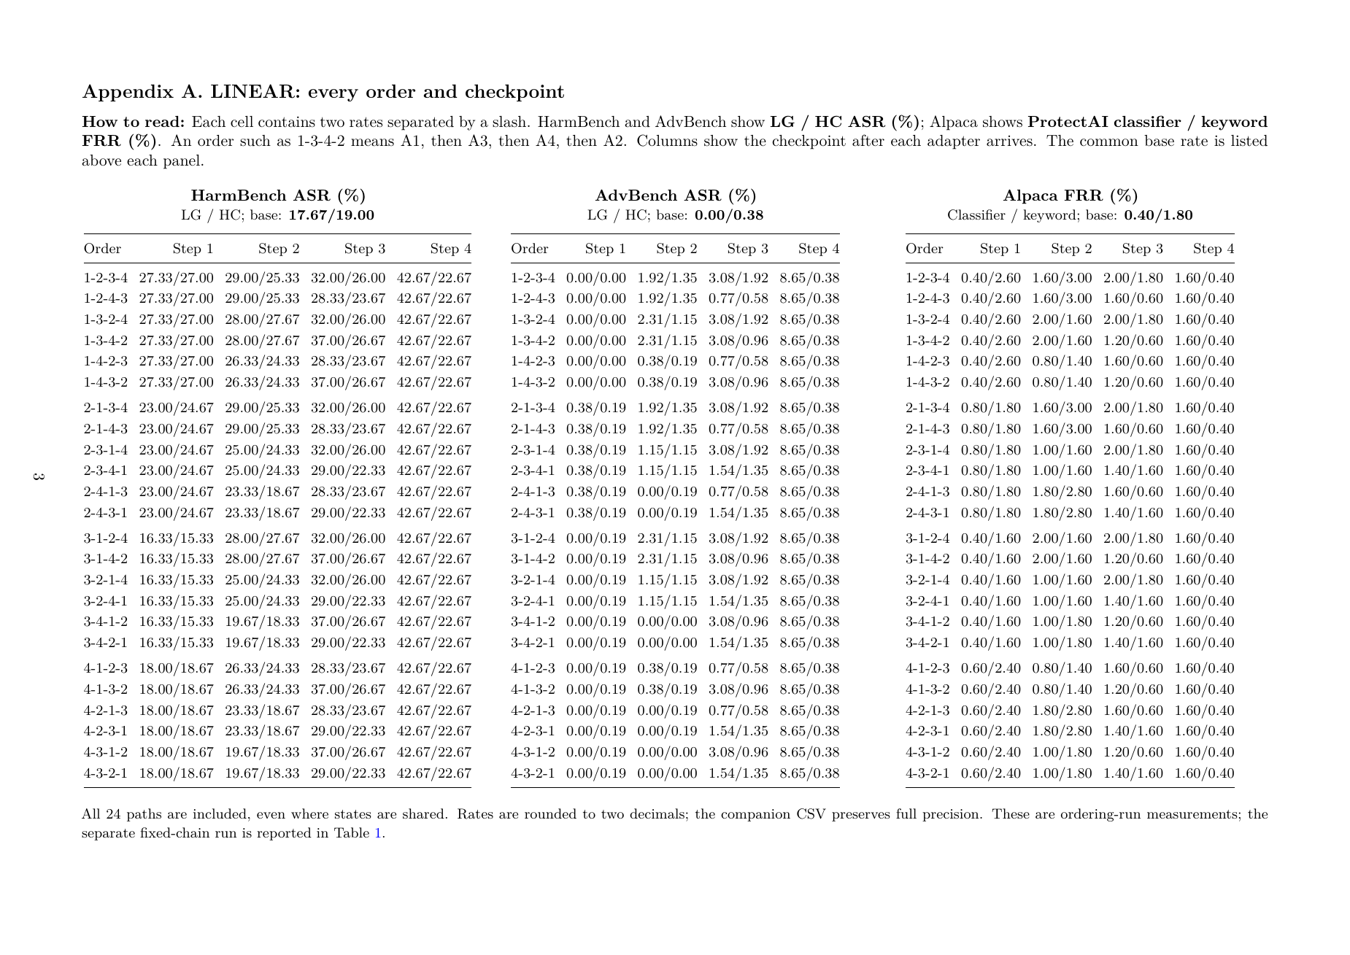 Appendix A. LINEAR: every order and checkpoint
How to read: Each cell contains two rates separated by a slash. HarmBench and AdvBench show LG / HC ASR (%); Alpaca shows ProtectAI classifier / keyword
FRR (%). An order such as 1-3-4-2 means A1, then A3, then A4, then A2. Columns show the checkpoint after each adapter arrives. The common base rate is listed
above each panel.
HarmBench ASR (%)
LG / HC; base: 17.67/19.00
Order Step 1 Step 2 Step 3 Step 4
1-2-3-4 27.33/27.00 29.00/25.33 32.00/26.00 42.67/22.67
1-2-4-3 27.33/27.00 29.00/25.33 28.33/23.67 42.67/22.67
1-3-2-4 27.33/27.00 28.00/27.67 32.00/26.00 42.67/22.67
1-3-4-2 27.33/27.00 28.00/27.67 37.00/26.67 42.67/22.67
1-4-2-3 27.33/27.00 26.33/24.33 28.33/23.67 42.67/22.67
1-4-3-2 27.33/27.00 26.33/24.33 37.00/26.67 42.67/22.67
2-1-3-4 23.00/24.67 29.00/25.33 32.00/26.00 42.67/22.67
2-1-4-3 23.00/24.67 29.00/25.33 28.33/23.67 42.67/22.67
2-3-1-4 23.00/24.67 25.00/24.33 32.00/26.00 42.67/22.67
2-3-4-1 23.00/24.67 25.00/24.33 29.00/22.33 42.67/22.67
2-4-1-3 23.00/24.67 23.33/18.67 28.33/23.67 42.67/22.67
2-4-3-1 23.00/24.67 23.33/18.67 29.00/22.33 42.67/22.67
3-1-2-4 16.33/15.33 28.00/27.67 32.00/26.00 42.67/22.67
3-1-4-2 16.33/15.33 28.00/27.67 37.00/26.67 42.67/22.67
3-2-1-4 16.33/15.33 25.00/24.33 32.00/26.00 42.67/22.67
3-2-4-1 16.33/15.33 25.00/24.33 29.00/22.33 42.67/22.67
3-4-1-2 16.33/15.33 19.67/18.33 37.00/26.67 42.67/22.67
3-4-2-1 16.33/15.33 19.67/18.33 29.00/22.33 42.67/22.67
4-1-2-3 18.00/18.67 26.33/24.33 28.33/23.67 42.67/22.67
4-1-3-2 18.00/18.67 26.33/24.33 37.00/26.67 42.67/22.67
4-2-1-3 18.00/18.67 23.33/18.67 28.33/23.67 42.67/22.67
4-2-3-1 18.00/18.67 23.33/18.67 29.00/22.33 42.67/22.67
4-3-1-2 18.00/18.67 19.67/18.33 37.00/26.67 42.67/22.67
4-3-2-1 18.00/18.67 19.67/18.33 29.00/22.33 42.67/22.67
AdvBench ASR (%)
LG / HC; base: 0.00/0.38
Order Step 1 Step 2 Step 3 Step 4
1-2-3-4 0.00/0.00 1.92/1.35 3.08/1.92 8.65/0.38
1-2-4-3 0.00/0.00 1.92/1.35 0.77/0.58 8.65/0.38
1-3-2-4 0.00/0.00 2.31/1.15 3.08/1.92 8.65/0.38
1-3-4-2 0.00/0.00 2.31/1.15 3.08/0.96 8.65/0.38
1-4-2-3 0.00/0.00 0.38/0.19 0.77/0.58 8.65/0.38
1-4-3-2 0.00/0.00 0.38/0.19 3.08/0.96 8.65/0.38
2-1-3-4 0.38/0.19 1.92/1.35 3.08/1.92 8.65/0.38
2-1-4-3 0.38/0.19 1.92/1.35 0.77/0.58 8.65/0.38
2-3-1-4 0.38/0.19 1.15/1.15 3.08/1.92 8.65/0.38
2-3-4-1 0.38/0.19 1.15/1.15 1.54/1.35 8.65/0.38
2-4-1-3 0.38/0.19 0.00/0.19 0.77/0.58 8.65/0.38
2-4-3-1 0.38/0.19 0.00/0.19 1.54/1.35 8.65/0.38
3-1-2-4 0.00/0.19 2.31/1.15 3.08/1.92 8.65/0.38
3-1-4-2 0.00/0.19 2.31/1.15 3.08/0.96 8.65/0.38
3-2-1-4 0.00/0.19 1.15/1.15 3.08/1.92 8.65/0.38
3-2-4-1 0.00/0.19 1.15/1.15 1.54/1.35 8.65/0.38
3-4-1-2 0.00/0.19 0.00/0.00 3.08/0.96 8.65/0.38
3-4-2-1 0.00/0.19 0.00/0.00 1.54/1.35 8.65/0.38
4-1-2-3 0.00/0.19 0.38/0.19 0.77/0.58 8.65/0.38
4-1-3-2 0.00/0.19 0.38/0.19 3.08/0.96 8.65/0.38
4-2-1-3 0.00/0.19 0.00/0.19 0.77/0.58 8.65/0.38
4-2-3-1 0.00/0.19 0.00/0.19 1.54/1.35 8.65/0.38
4-3-1-2 0.00/0.19 0.00/0.00 3.08/0.96 8.65/0.38
4-3-2-1 0.00/0.19 0.00/0.00 1.54/1.35 8.65/0.38
Alpaca FRR (%)
Classifier / keyword; base: 0.40/1.80
Order Step 1 Step 2 Step 3 Step 4
1-2-3-4 0.40/2.60 1.60/3.00 2.00/1.80 1.60/0.40
1-2-4-3 0.40/2.60 1.60/3.00 1.60/0.60 1.60/0.40
1-3-2-4 0.40/2.60 2.00/1.60 2.00/1.80 1.60/0.40
1-3-4-2 0.40/2.60 2.00/1.60 1.20/0.60 1.60/0.40
1-4-2-3 0.40/2.60 0.80/1.40 1.60/0.60 1.60/0.40
1-4-3-2 0.40/2.60 0.80/1.40 1.20/0.60 1.60/0.40
2-1-3-4 0.80/1.80 1.60/3.00 2.00/1.80 1.60/0.40
2-1-4-3 0.80/1.80 1.60/3.00 1.60/0.60 1.60/0.40
2-3-1-4 0.80/1.80 1.00/1.60 2.00/1.80 1.60/0.40
2-3-4-1 0.80/1.80 1.00/1.60 1.40/1.60 1.60/0.40
2-4-1-3 0.80/1.80 1.80/2.80 1.60/0.60 1.60/0.40
2-4-3-1 0.80/1.80 1.80/2.80 1.40/1.60 1.60/0.40
3-1-2-4 0.40/1.60 2.00/1.60 2.00/1.80 1.60/0.40
3-1-4-2 0.40/1.60 2.00/1.60 1.20/0.60 1.60/0.40
3-2-1-4 0.40/1.60 1.00/1.60 2.00/1.80 1.60/0.40
3-2-4-1 0.40/1.60 1.00/1.60 1.40/1.60 1.60/0.40
3-4-1-2 0.40/1.60 1.00/1.80 1.20/0.60 1.60/0.40
3-4-2-1 0.40/1.60 1.00/1.80 1.40/1.60 1.60/0.40
4-1-2-3 0.60/2.40 0.80/1.40 1.60/0.60 1.60/0.40
4-1-3-2 0.60/2.40 0.80/1.40 1.20/0.60 1.60/0.40
4-2-1-3 0.60/2.40 1.80/2.80 1.60/0.60 1.60/0.40
4-2-3-1 0.60/2.40 1.80/2.80 1.40/1.60 1.60/0.40
4-3-1-2 0.60/2.40 1.00/1.80 1.20/0.60 1.60/0.40
4-3-2-1 0.60/2.40 1.00/1.80 1.40/1.60 1.60/0.40
All 24 paths are included, even where states are shared. Rates are rounded to two decimals; the companion CSV preserves full precision. These are ordering-run measurements; the
separate fixed-chain run is reported in Table 1.
3